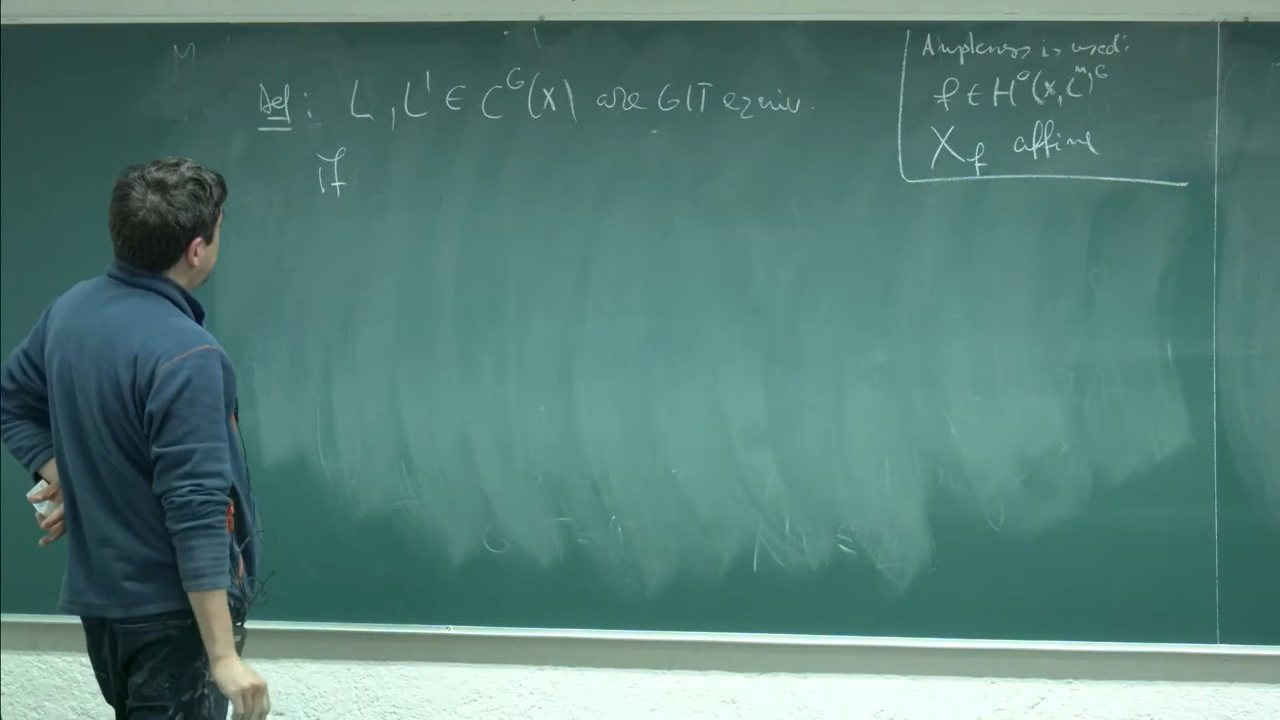 Def: L, L' ∈ C^G(X) are GIT equiv.
if
Ampleness is used:
f ∈ H^0(X, L^m)^G
X_f affine